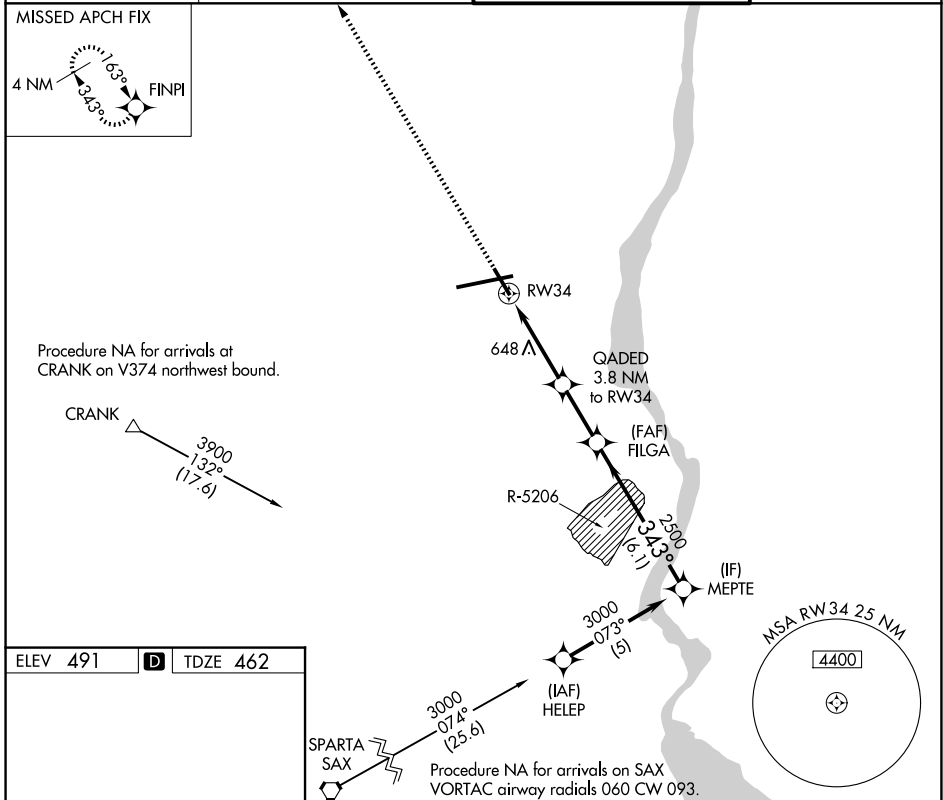 MISSED APCH FIX
4 NM
163°
343°
FINPI
RW34
648
QADED
3.8 NM
to RW34
Procedure NA for arrivals at
CRANK on V374 northwest bound.
CRANK
3900
132°
(17.6)
(FAF)
FILGA
R-5206
2500
343°
(6.1)
(IF)
MEPTE
3000
073°
(5)
(IAF)
HELEP
MSA RW34 25 NM
4400
ELEV 491 D TDZE 462
3000
074°
(25.6)
SPARTA
SAX
Procedure NA for arrivals on SAX
VORTAC airway radials 060 CW 093.